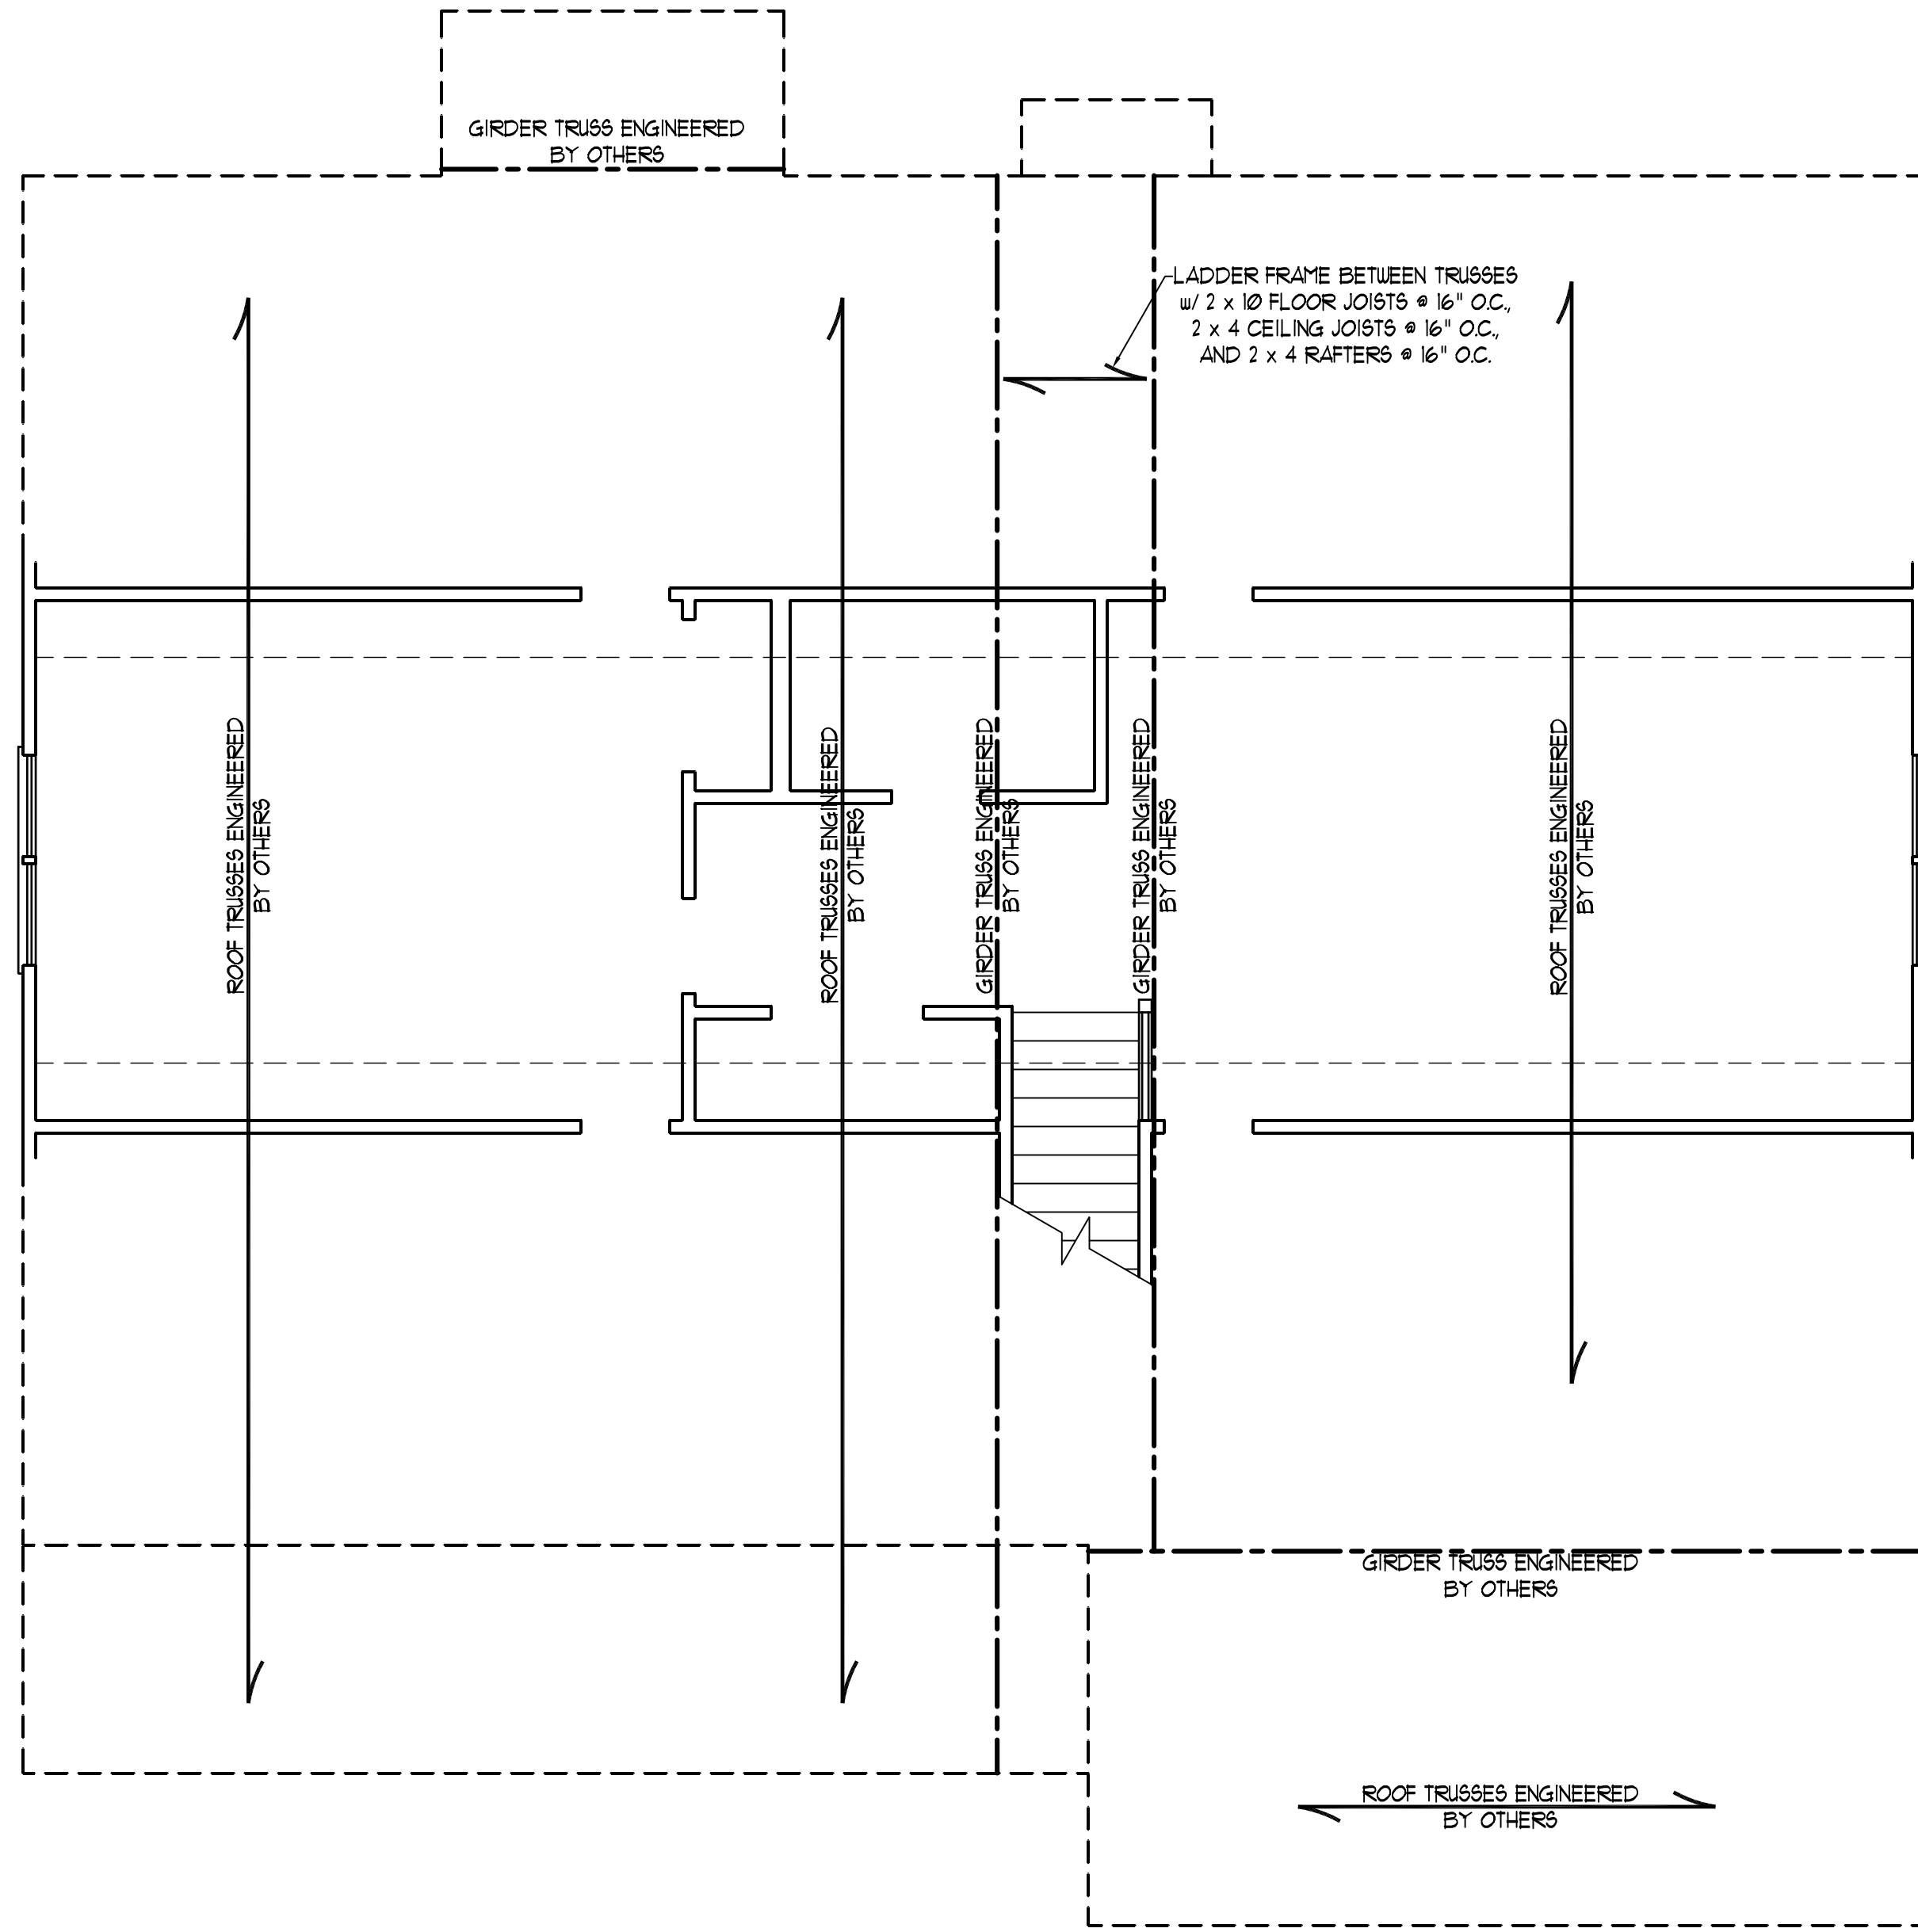 GIRDER TRUSS ENGINEERED
BY OTHERS
LADDER FRAME BETWEEN TRUSSES
w/ 2 x 10 FLOOR JOISTS @ 16" O.C.,
2 x 4 CEILING JOISTS @ 16" O.C.,
AND 2 x 4 RAFTERS @ 16" O.C.
ROOF TRUSSES ENGINEERED
BY OTHERS
ROOF TRUSSES ENGINEERED
BY OTHERS
GIRDER TRUSS ENGINEERED
BY OTHERS
GIRDER TRUSS ENGINEERED
BY OTHERS
ROOF TRUSSES ENGINEERED
BY OTHERS
GIRDER TRUSS ENGINEERED
BY OTHERS
ROOF TRUSSES ENGINEERED
BY OTHERS